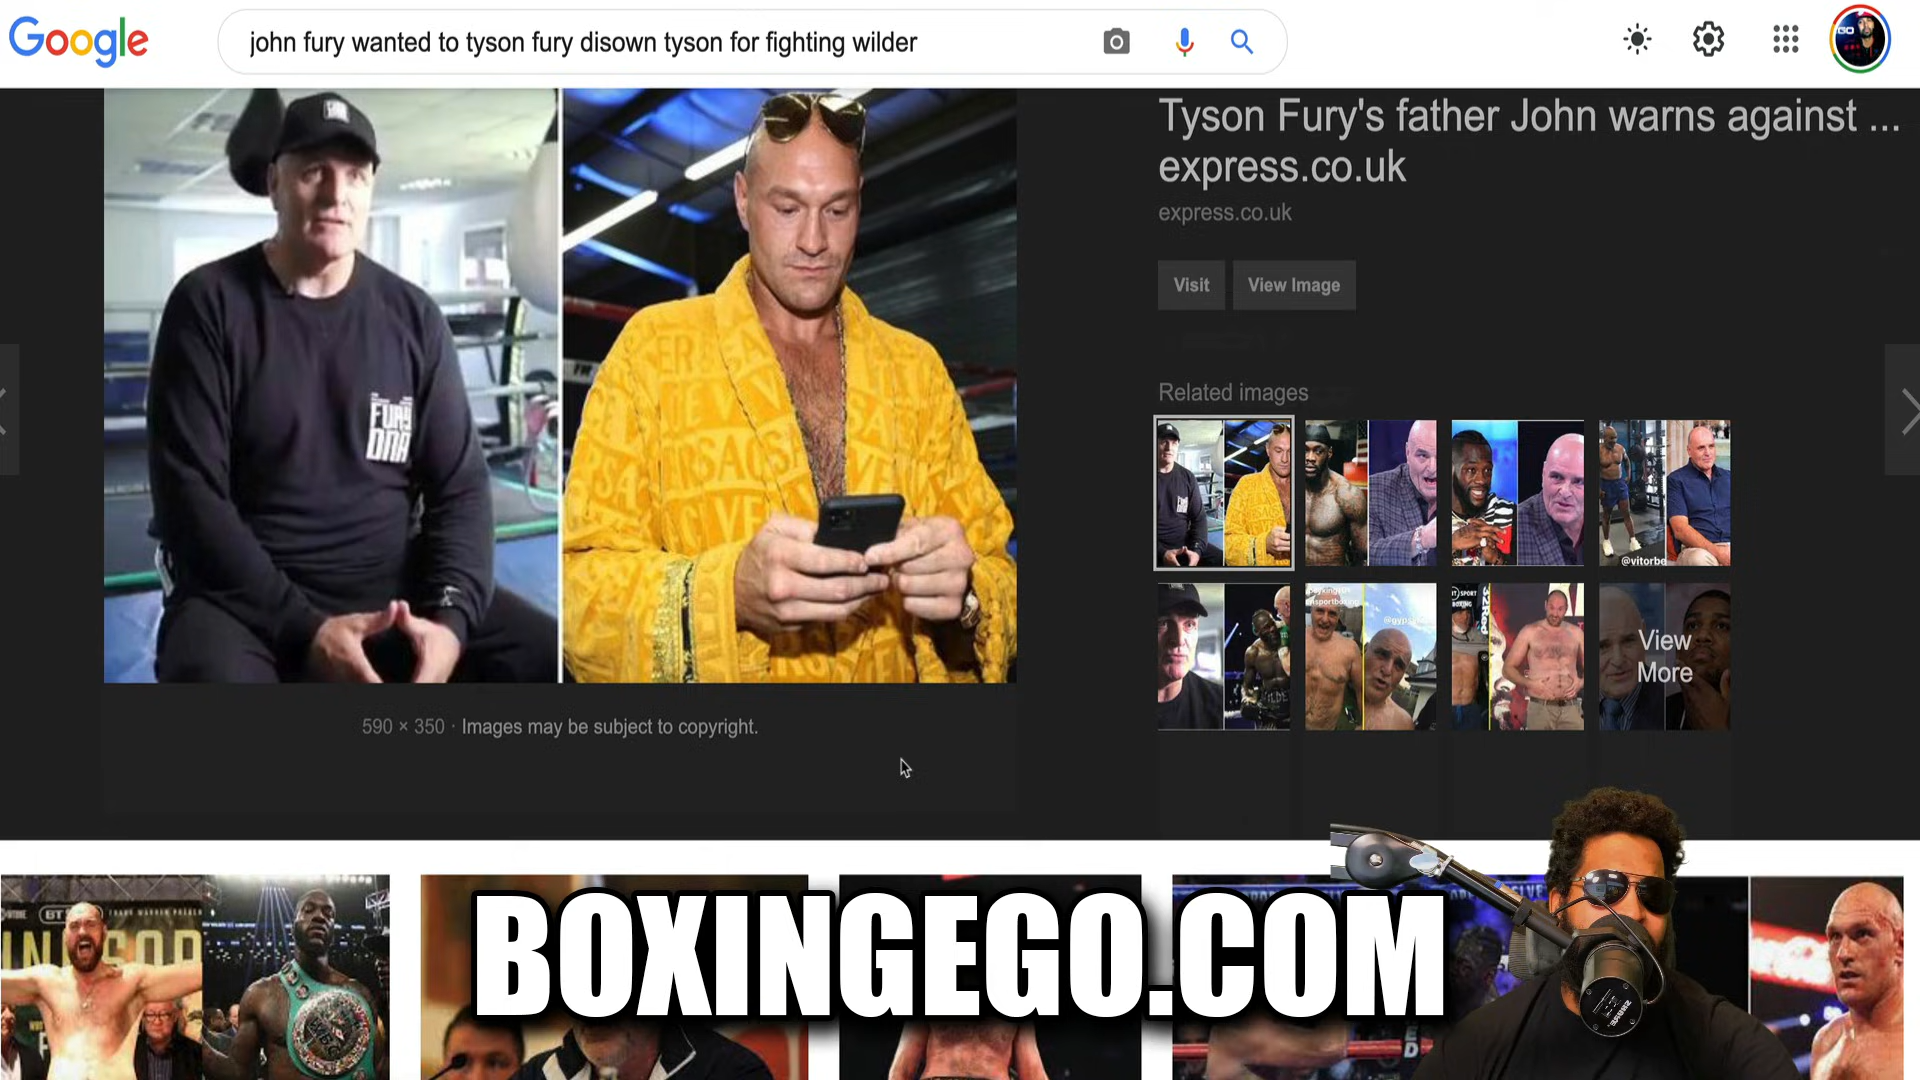 Google
john fury wanted to tyson fury disown tyson for fighting wilder
Tyson Fury's father John warns against ...
express.co.uk
express.co.uk
Visit
View Image
Related images
FURY
DNA
@vitorbe
View
More
590 × 350 · Images may be subject to copyright.
BT
BOXINGEGO.COM